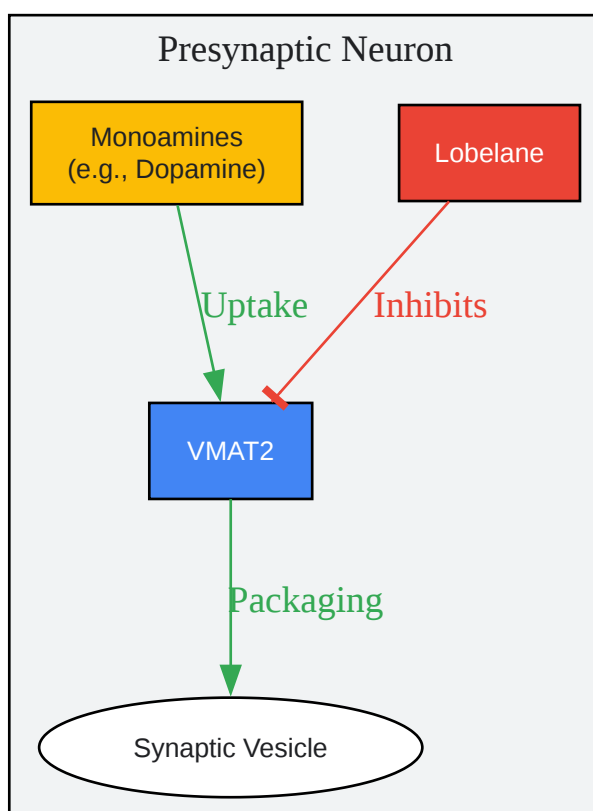 Presynaptic Neuron
Monoamines
(e.g., Dopamine)
Lobelane
Uptake
Inhibits
VMAT2
Packaging
Synaptic Vesicle